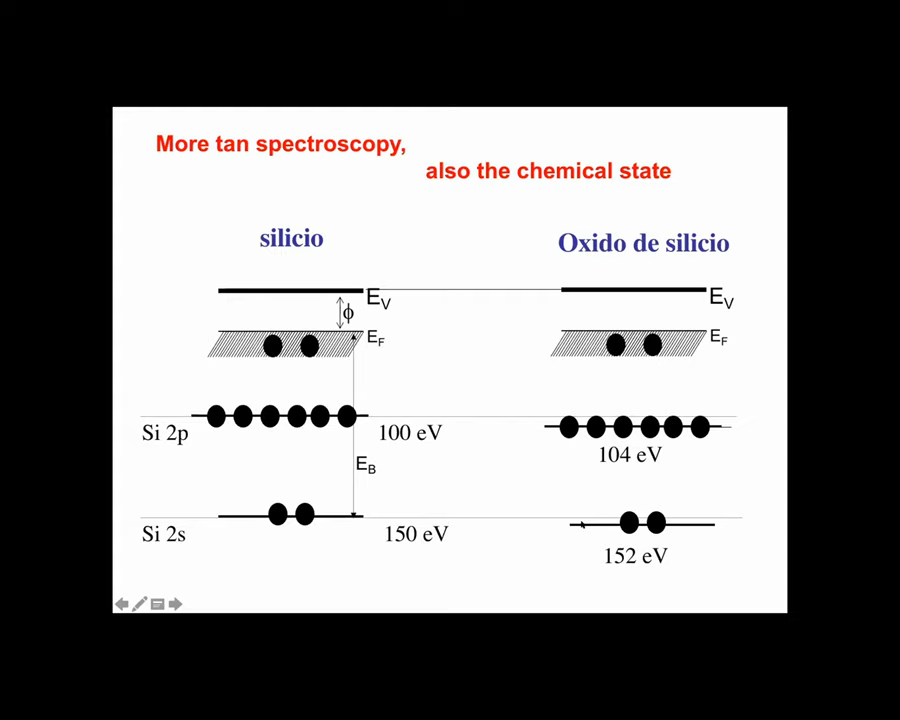 More tan spectroscopy,
also the chemical state
silicio
Oxido de silicio
EV
EV
ϕ
EF
EF
Si 2p
100 eV
104 eV
EB
Si 2s
150 eV
152 eV